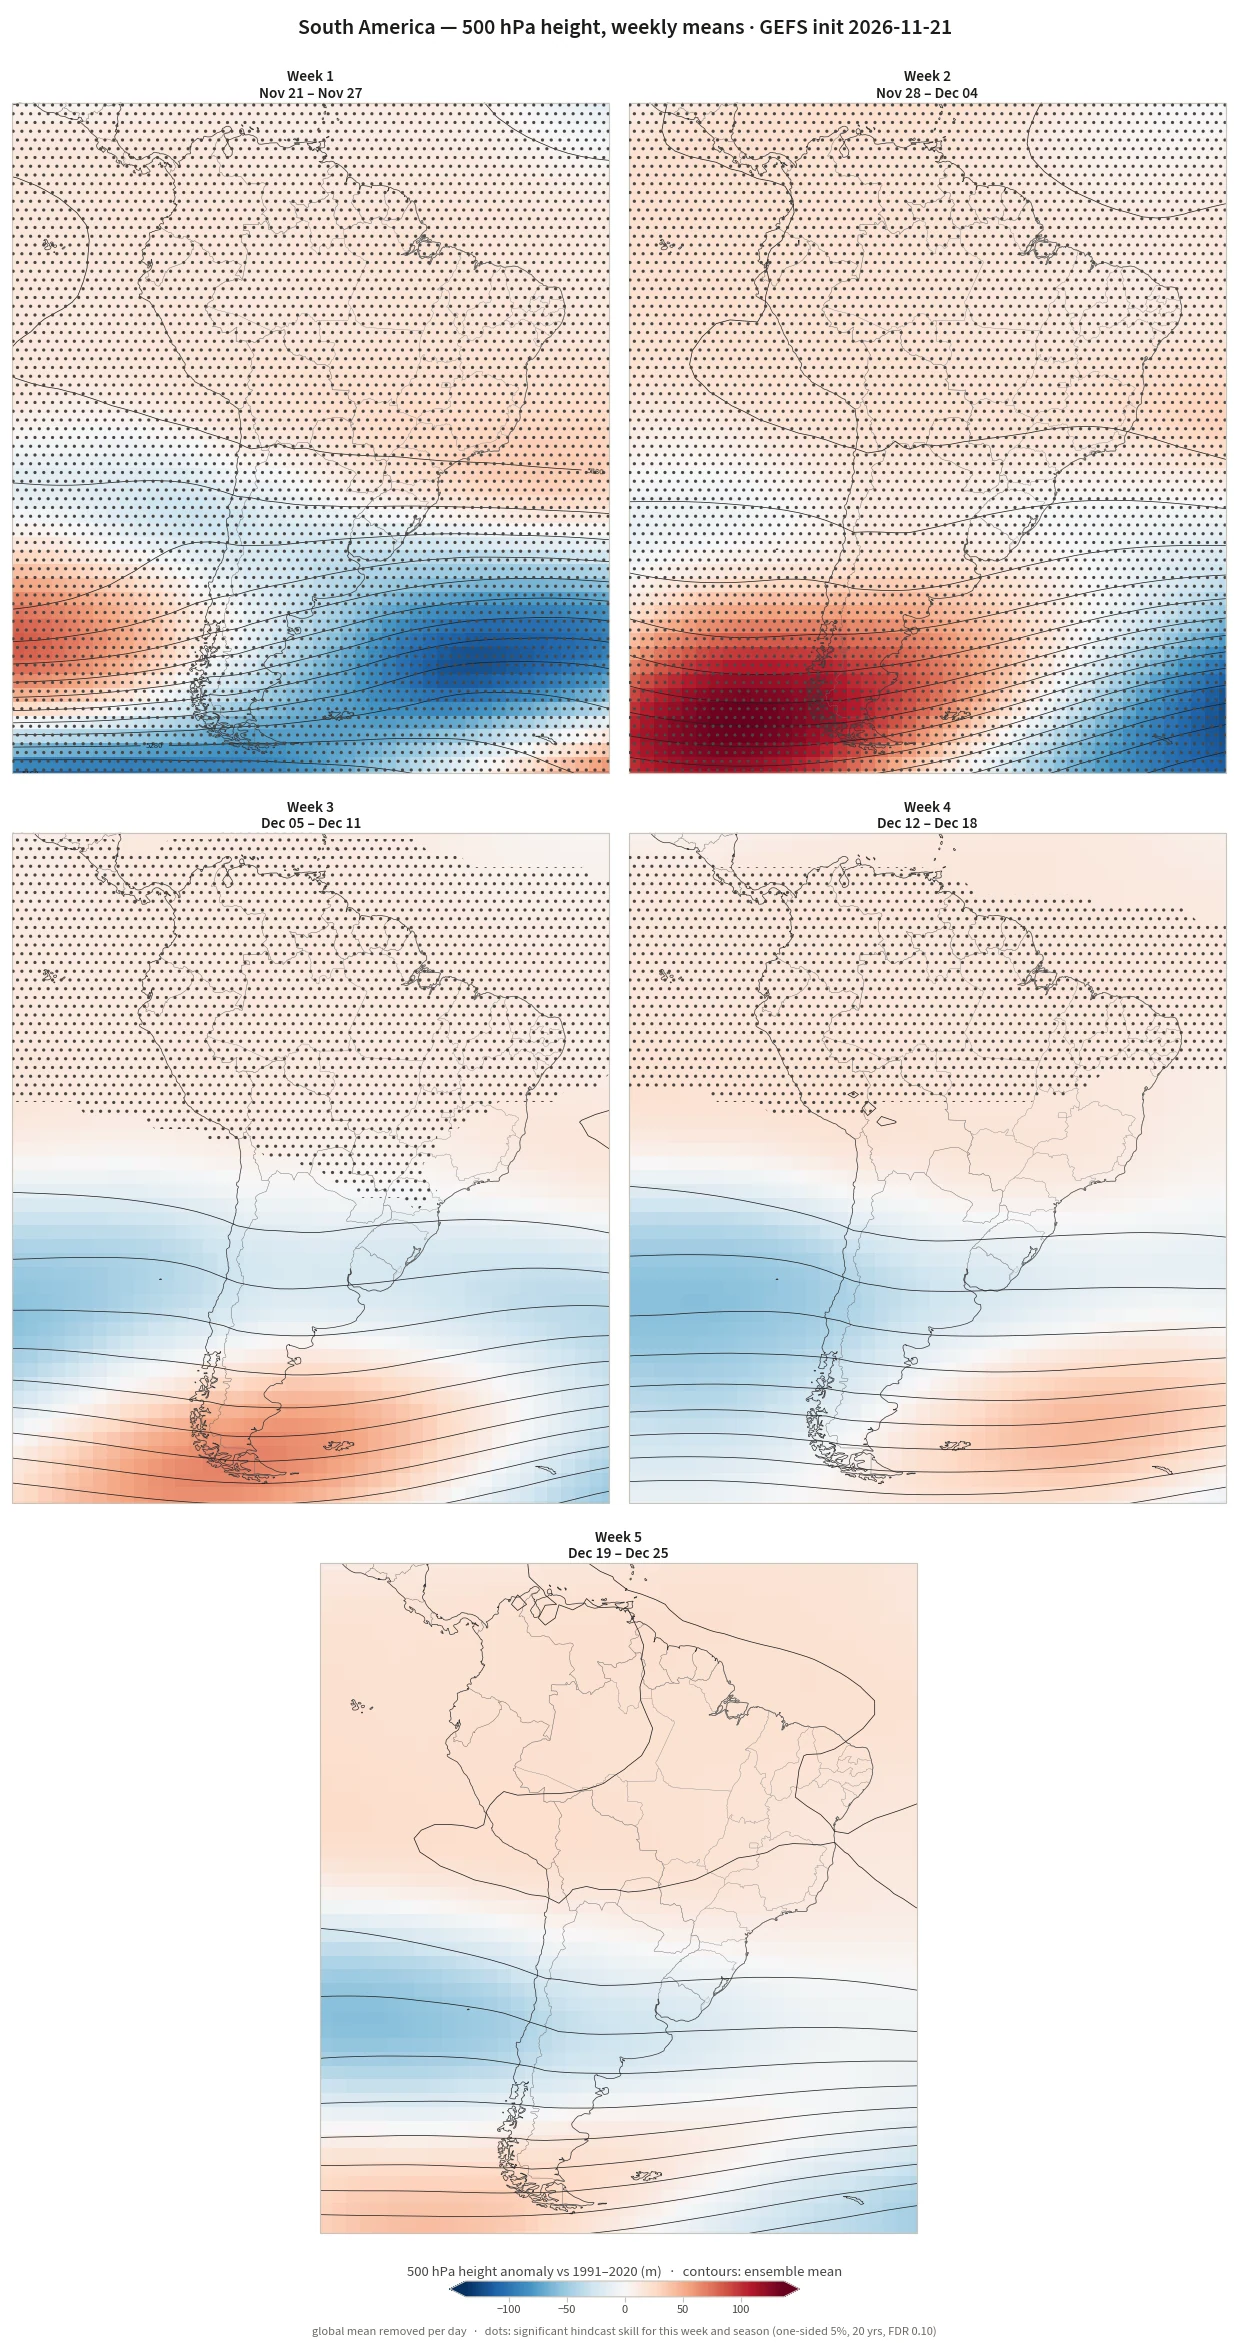 South America — 500 hPa height, weekly means · GEFS init 2026-11-21
Week 1
Nov 21 – Nov 27
Week 2
Nov 28 – Dec 04
5280
Week 3
Dec 05 – Dec 11
Week 4
Dec 12 – Dec 18
Week 5
Dec 19 – Dec 25
500 hPa height anomaly vs 1991–2020 (m) · contours: ensemble mean
−100 −50 0 50 100
global mean removed per day · dots: significant hindcast skill for this week and season (one-sided 5%, 20 yrs, FDR 0.10)